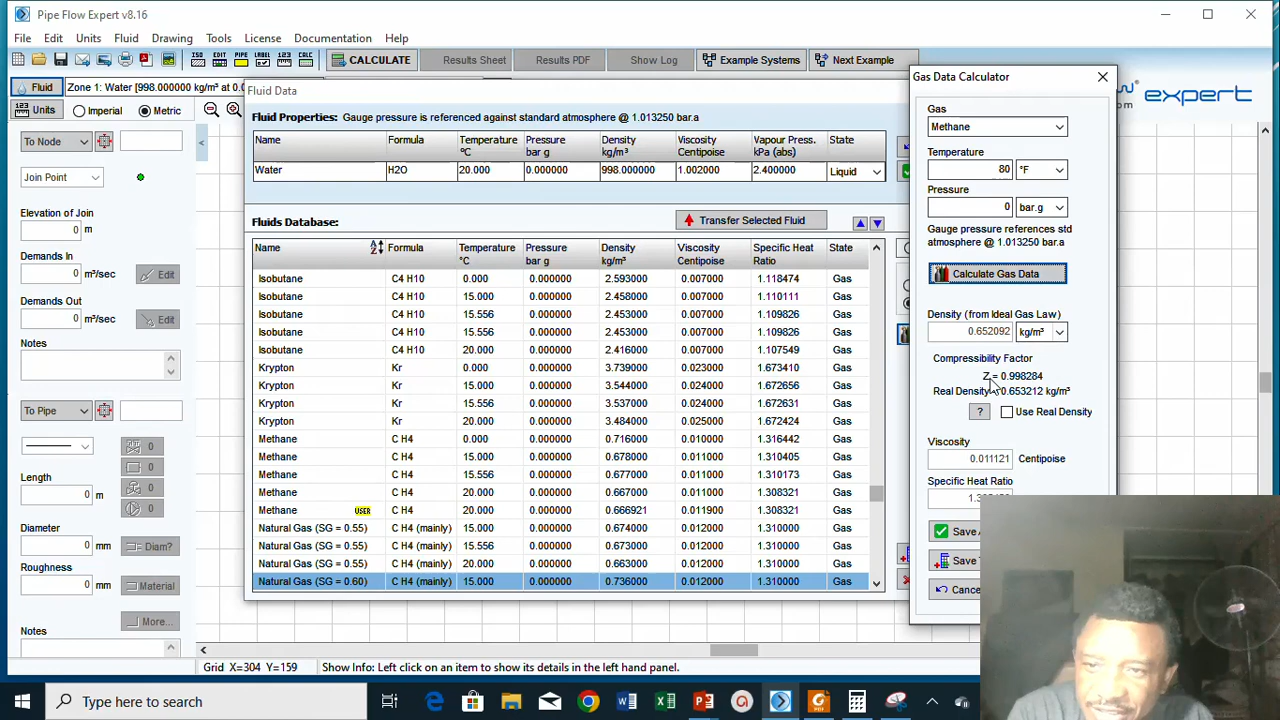 Pipe Flow Expert v8.16
File Edit Units Fluid Drawing Tools License Documentation Help
ISO EDIT PIPE LABEL 123 CALC CALCULATE Results Sheet Results PDF Show Log Example Systems Next Example
Fluid Zone 1: Water [998.000000 kg/m³ at 0.0
123 Units Imperial Metric
expert
om
To Node
Join Point
Elevation of Join
0 m
Demands In
0 m³/sec Edit
Demands Out
0 m³/sec Edit
Notes
To Pipe
0
0
Length
0 m
0
0
Diameter
0 mm Diam?
Roughness
0 mm Material
More...
Notes
Fluid Data
Fluid Properties: Gauge pressure is referenced against standard atmosphere @ 1.013250 bar.a
Name Formula Temperature Pressure Density Viscosity Vapour Press. State
°C bar g kg/m³ Centipoise kPa (abs)
Water H2O 20.000 0.000000 998.000000 1.002000 2.400000 Liquid
Fluids Database: Transfer Selected Fluid
Name Formula Temperature Pressure Density Viscosity Specific Heat State
°C bar g kg/m³ Centipoise Ratio
Isobutane C4 H10 0.000 0.000000 2.593000 0.007000 1.118474 Gas
Isobutane C4 H10 15.000 0.000000 2.458000 0.007000 1.110111 Gas
Isobutane C4 H10 15.556 0.000000 2.453000 0.007000 1.109826 Gas
Isobutane C4 H10 15.556 0.000000 2.453000 0.007000 1.109832 Gas
Isobutane C4 H10 20.000 0.000000 2.416000 0.007000 1.107549 Gas
Krypton Kr 0.000 0.000000 3.739000 0.023000 1.673410 Gas
Krypton Kr 15.000 0.000000 3.544000 0.024000 1.672656 Gas
Krypton Kr 15.556 0.000000 3.537000 0.024000 1.672631 Gas
Krypton Kr 20.000 0.000000 3.484000 0.025000 1.672424 Gas
Methane C H4 0.000 0.000000 0.716000 0.010000 1.316442 Gas
Methane C H4 15.000 0.000000 0.678000 0.011000 1.310405 Gas
Methane C H4 15.556 0.000000 0.677000 0.011000 1.310173 Gas
Methane C H4 20.000 0.000000 0.667000 0.011000 1.308321 Gas
Methane USER C H4 20.000 0.000000 0.666921 0.011900 1.308321 Gas
Natural Gas (SG = 0.55) C H4 (mainly) 15.000 0.000000 0.674000 0.012000 1.310000 Gas
Natural Gas (SG = 0.55) C H4 (mainly) 15.556 0.000000 0.673000 0.012000 1.310000 Gas
Natural Gas (SG = 0.55) C H4 (mainly) 20.000 0.000000 0.663000 0.012000 1.310000 Gas
Natural Gas (SG = 0.60) C H4 (mainly) 15.000 0.000000 0.736000 0.012000 1.310000 Gas
Gas Data Calculator
Gas
Methane
Temperature
80 °F
Pressure
0 bar.g
Gauge pressure references std
atmosphere @ 1.013250 bar.a
Calculate Gas Data
Density (from Ideal Gas Law)
0.652092 kg/m³
Compressibility Factor
Z = 0.998284
Real Density 0.653212 kg/m³
? Use Real Density
Viscosity
0.011121 Centipoise
Specific Heat Ratio
Save
Save
Cance
Grid X=304 Y=159 Show Info: Left click on an item to show its details in the left hand panel.
Type here to search